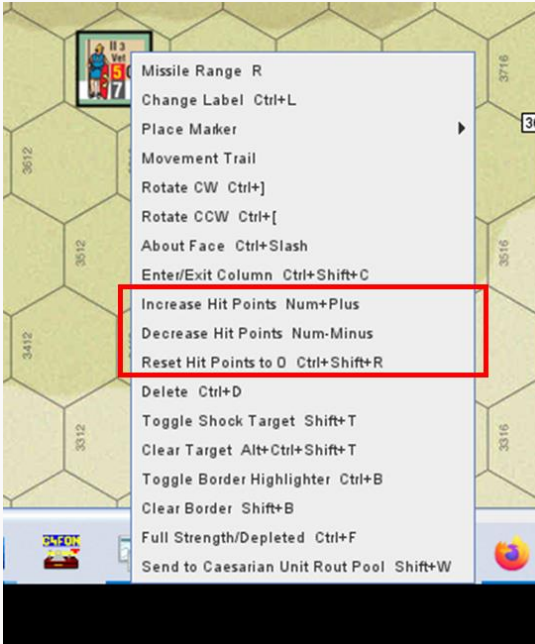 II 3
Vet
5
7
3716
3612
3512
3516
3412
3312
3316
Missile Range R
Change Label Ctrl+L
Place Marker
Movement Trail
Rotate CW Ctrl+]
Rotate CCW Ctrl+[
About Face Ctrl+Slash
Enter/Exit Column Ctrl+Shift+C
Increase Hit Points Num+Plus
Decrease Hit Points Num-Minus
Reset Hit Points to 0 Ctrl+Shift+R
Delete Ctrl+D
Toggle Shock Target Shift+T
Clear Target Alt+Ctrl+Shift+T
Toggle Border Highlighter Ctrl+B
Clear Border Shift+B
Full Strength/Depleted Ctrl+F
Send to Caesarian Unit Rout Pool Shift+W